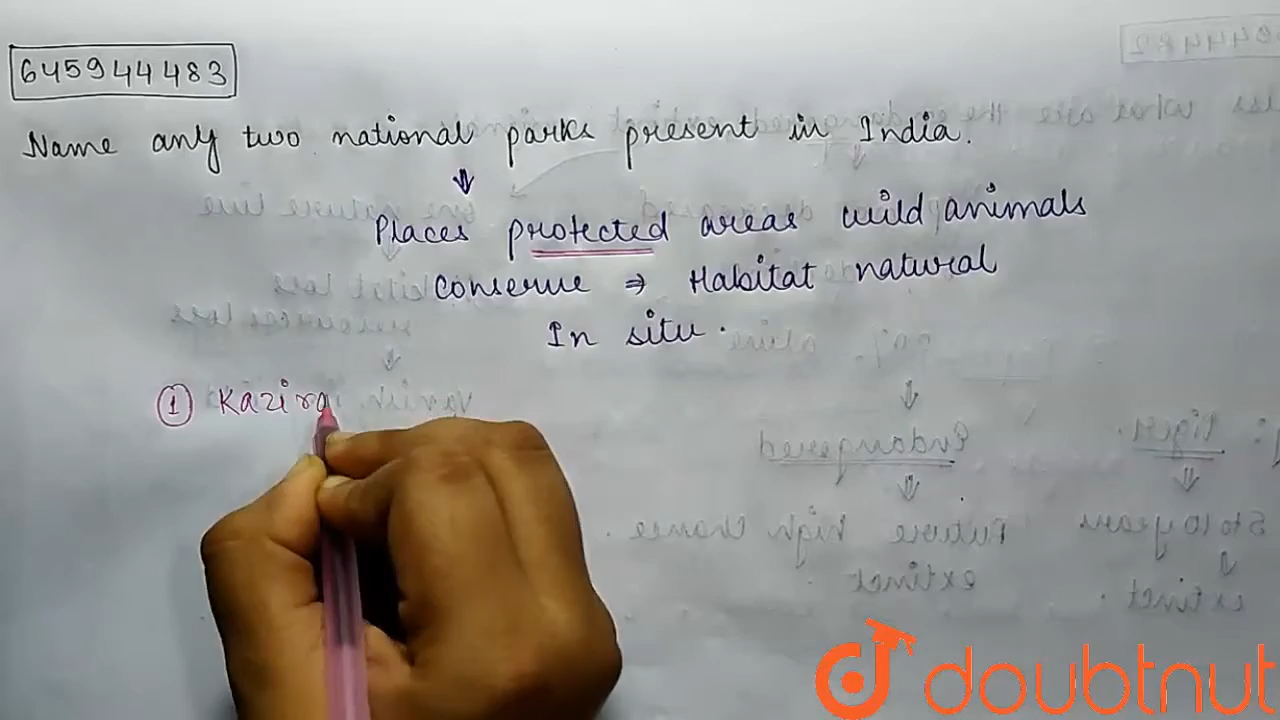 645944483
Name any two national parks present in India.
⇓
Places protected areas wild animals
conserve ⇒ Habitat natural
In situ.
① Kazira
doubtnut